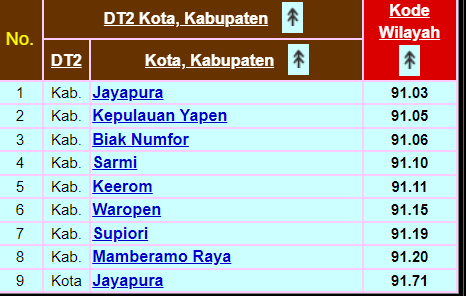 No.
DT2 Kota, Kabupaten
Kode
Wilayah
DT2 Kota, Kabupaten
1 Kab. Jayapura 91.03
2 Kab. Kepulauan Yapen 91.05
3 Kab. Biak Numfor 91.06
4 Kab. Sarmi 91.10
5 Kab. Keerom 91.11
6 Kab. Waropen 91.15
7 Kab. Supiori 91.19
8 Kab. Mamberamo Raya 91.20
9 Kota Jayapura 91.71